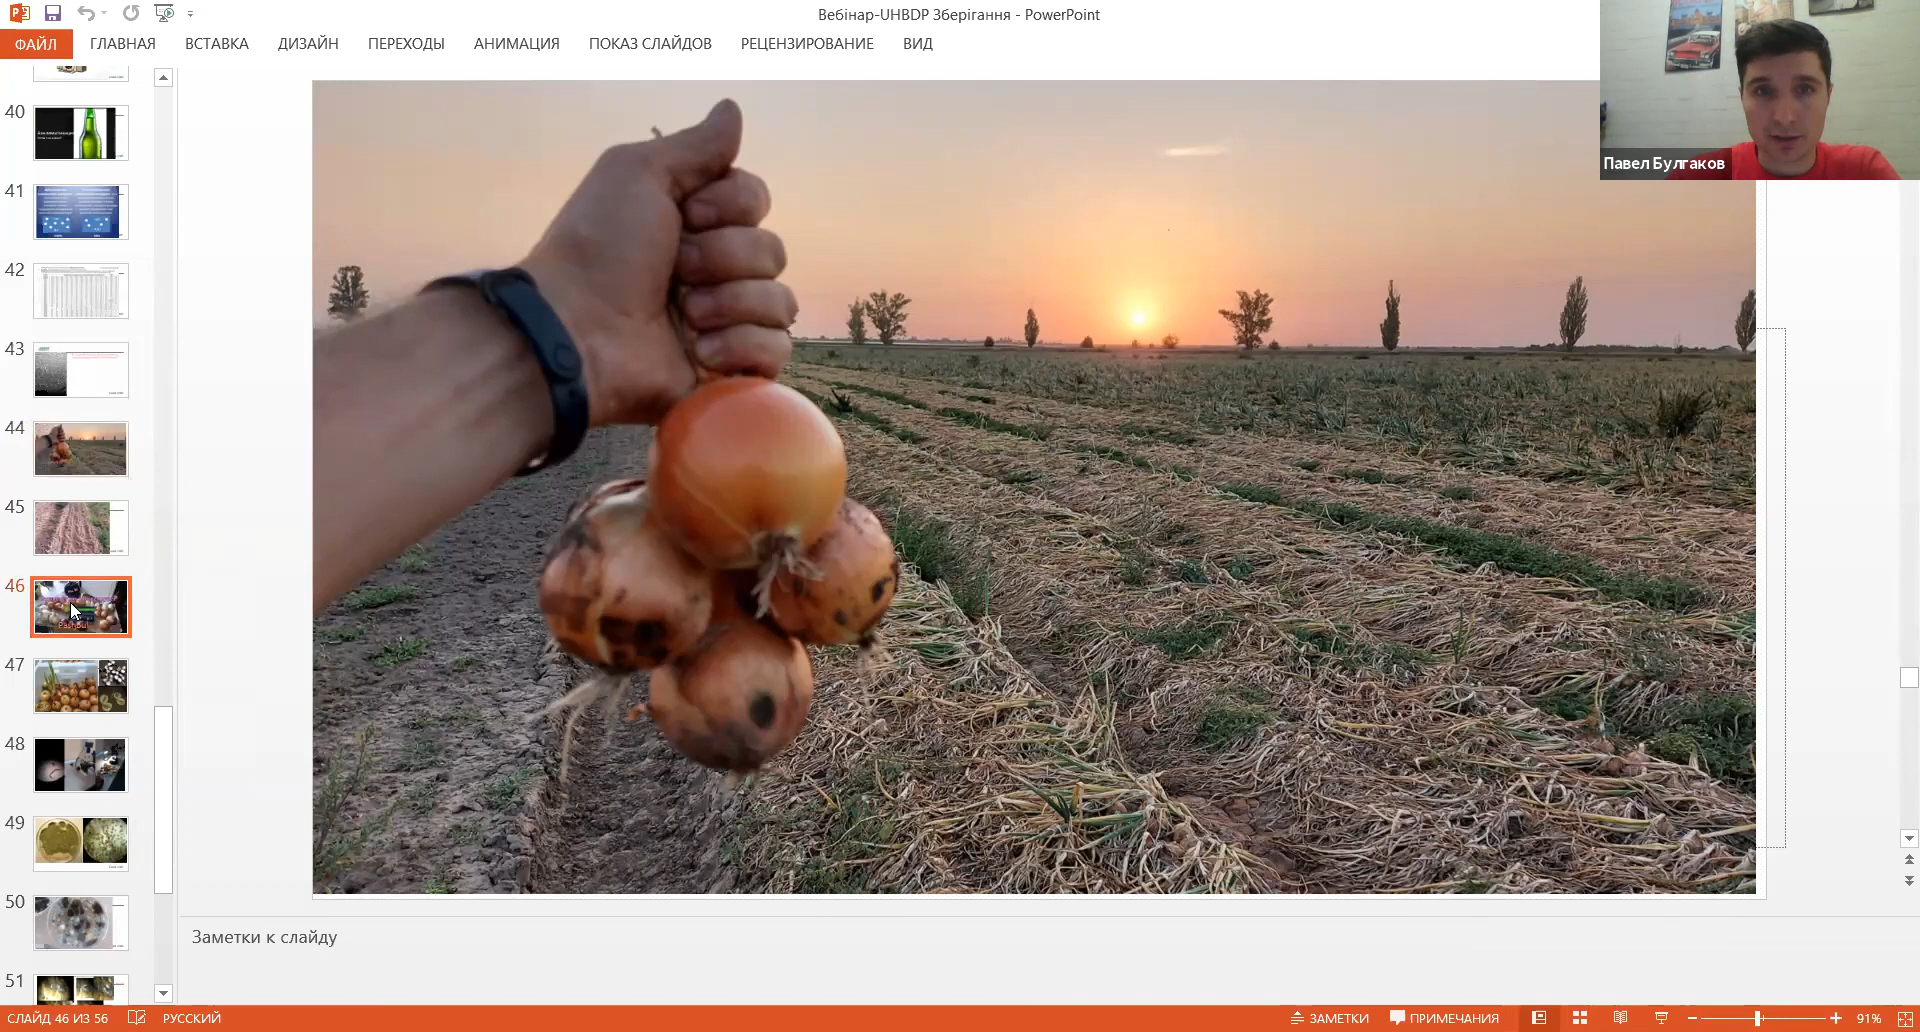 Вебінар-UHBDP Зберігання - PowerPoint
ФАЙЛ
ГЛАВНАЯ
ВСТАВКА
ДИЗАЙН
ПЕРЕХОДЫ
АНИМАЦИЯ
ПОКАЗ СЛАЙДОВ
РЕЦЕНЗИРОВАНИЕ
ВИД
Павел Булгаков
40
41
42
43
44
45
46
47
48
49
50
51
Заметки к слайду
СЛАЙД 46 ИЗ 56
РУССКИЙ
ЗАМЕТКИ
ПРИМЕЧАНИЯ
91%